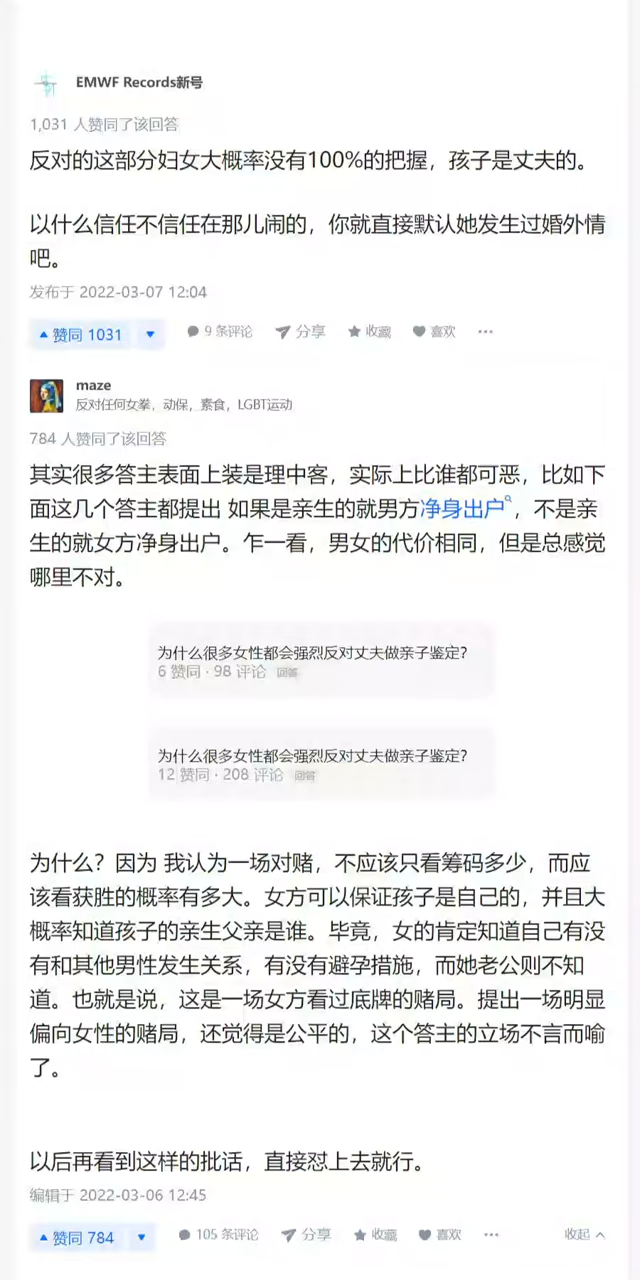 EMWF Records新号
1,031 人赞同了该回答
反对的这部分妇女大概率没有100%的把握，孩子是丈夫的。
以什么信任不信任在那儿闹的，你就直接默认她发生过婚外情
吧。
发布于 2022-03-07 12:04
赞同 1031 9 条评论 分享 收藏 喜欢
maze
反对任何女拳，动保，素食，LGBT运动
784 人赞同了该回答
其实很多答主表面上装是理中客，实际上比谁都可恶，比如下
面这几个答主都提出 如果是亲生的就男方净身出户，不是亲
生的就女方净身出户。乍一看，男女的代价相同，但是总感觉
哪里不对。
为什么很多女性都会强烈反对丈夫做亲子鉴定?
6 赞同 · 98 评论 回答
为什么很多女性都会强烈反对丈夫做亲子鉴定?
12 赞同 · 208 评论 回答
为什么？因为 我认为一场对赌，不应该只看筹码多少，而应
该看获胜的概率有多大。女方可以保证孩子是自己的，并且大
概率知道孩子的亲生父亲是谁。毕竟，女的肯定知道自己有没
有和其他男性发生关系，有没有避孕措施，而她老公则不知
道。也就是说，这是一场女方看过底牌的赌局。提出一场明显
偏向女性的赌局，还觉得是公平的，这个答主的立场不言而喻
了。
以后再看到这样的批话，直接怼上去就行。
编辑于 2022-03-06 12:45
赞同 784 105 条评论 分享 收藏 喜欢 收起